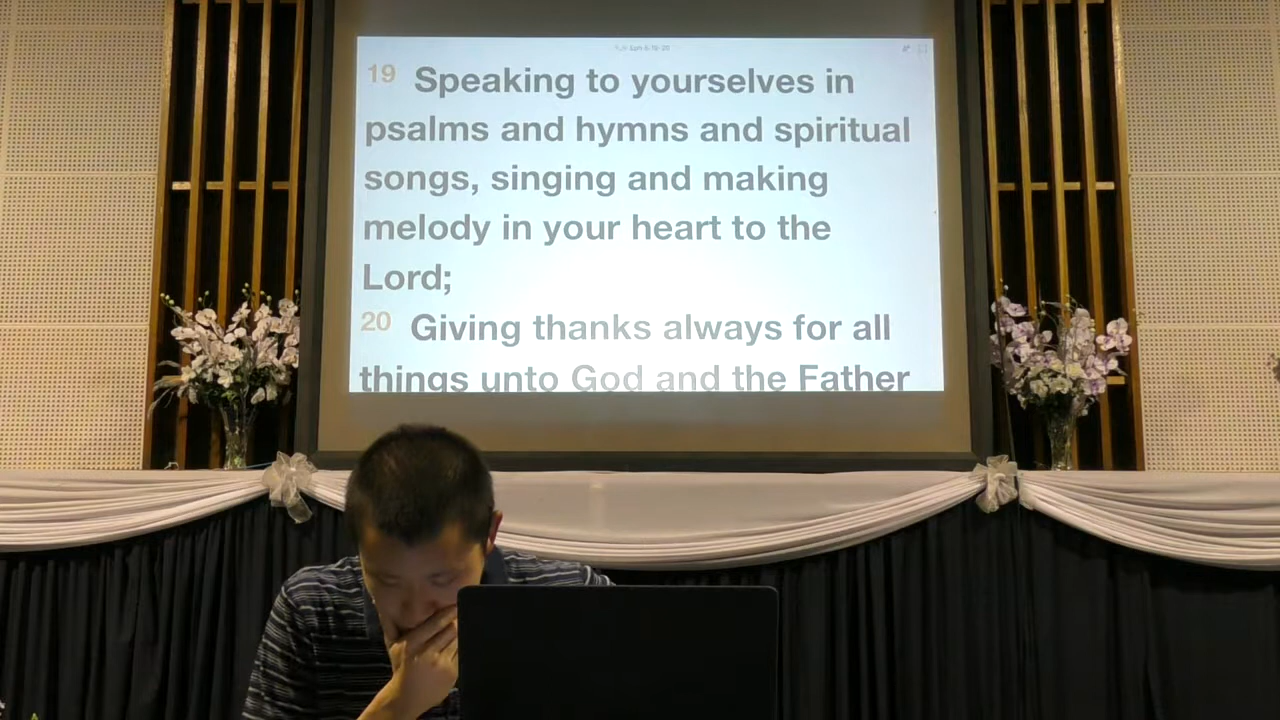 19 Speaking to yourselves in
psalms and hymns and spiritual
songs, singing and making
melody in your heart to the
Lord;
20 Giving thanks always for all
things unto God and the Father